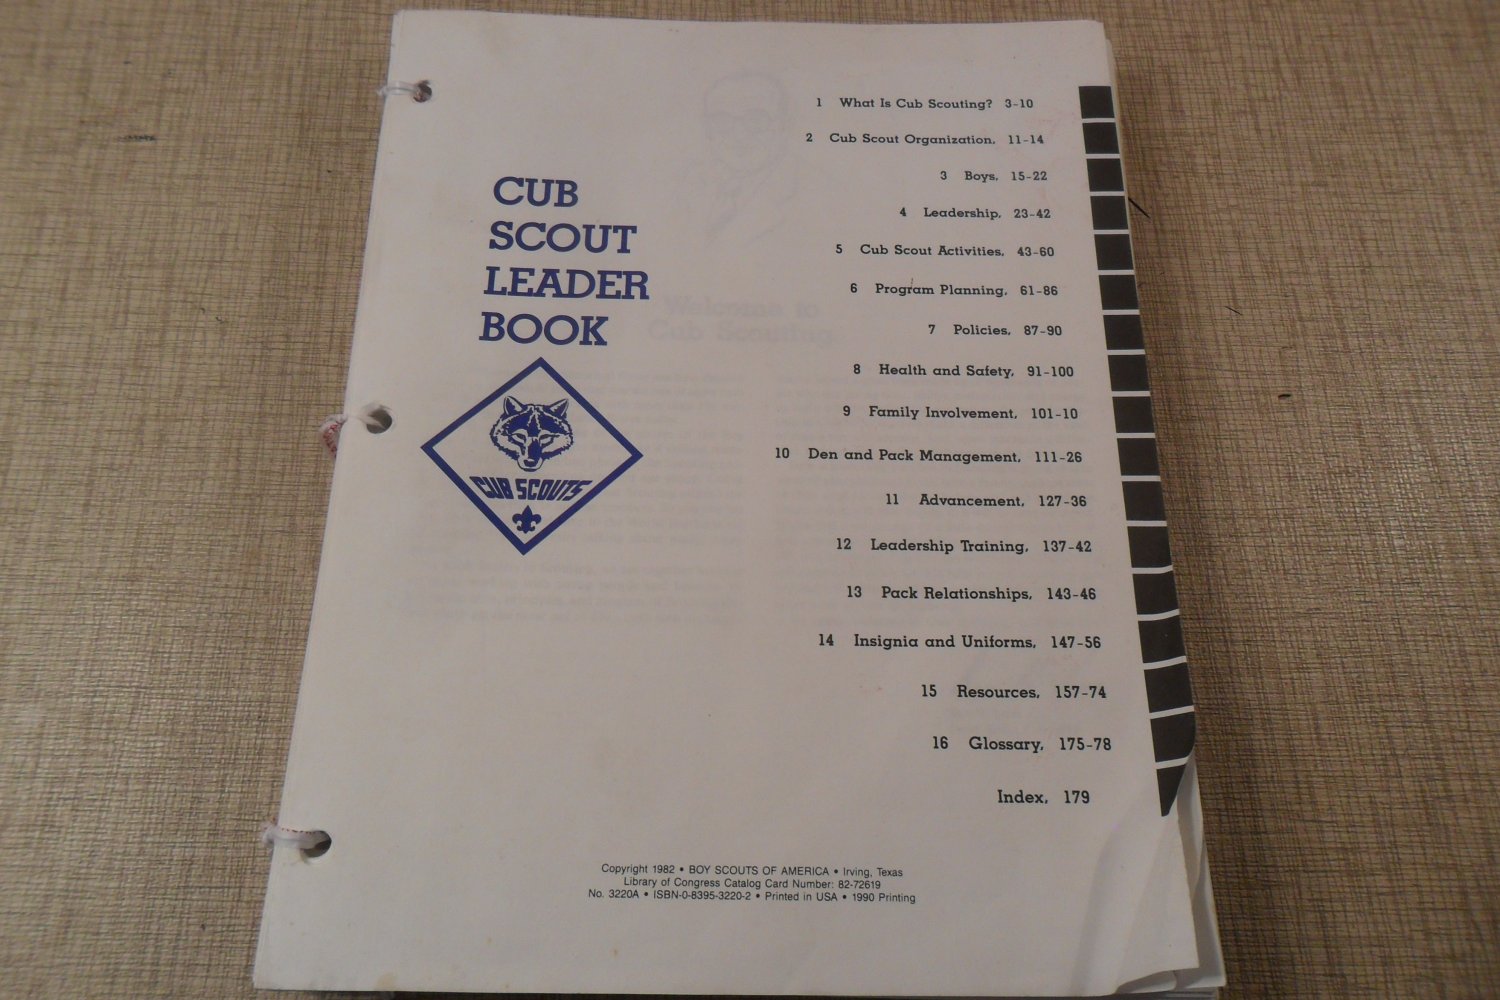 CUB
SCOUT
LEADER
BOOK
CUB SCOUTS
1 What Is Cub Scouting? 3-10
2 Cub Scout Organization, 11-14
3 Boys, 15-22
4 Leadership, 23-42
5 Cub Scout Activities, 43-60
6 Program Planning, 61-86
7 Policies, 87-90
8 Health and Safety, 91-100
9 Family Involvement, 101-10
10 Den and Pack Management, 111-26
11 Advancement, 127-36
12 Leadership Training, 137-42
13 Pack Relationships, 143-46
14 Insignia and Uniforms, 147-56
15 Resources, 157-74
16 Glossary, 175-78
Index, 179
Welcome to
Cub Scouting
Copyright 1982 • BOY SCOUTS OF AMERICA • Irving, Texas
Library of Congress Catalog Card Number: 82-72619
No. 3220A • ISBN-0-8395-3220-2 • Printed in USA • 1990 Printing